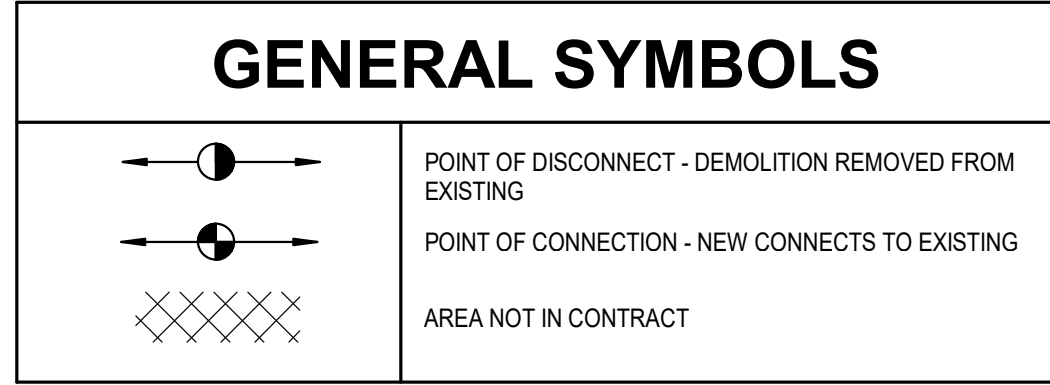 GENERAL SYMBOLS
POINT OF DISCONNECT - DEMOLITION REMOVED FROM
EXISTING
POINT OF CONNECTION - NEW CONNECTS TO EXISTING
AREA NOT IN CONTRACT